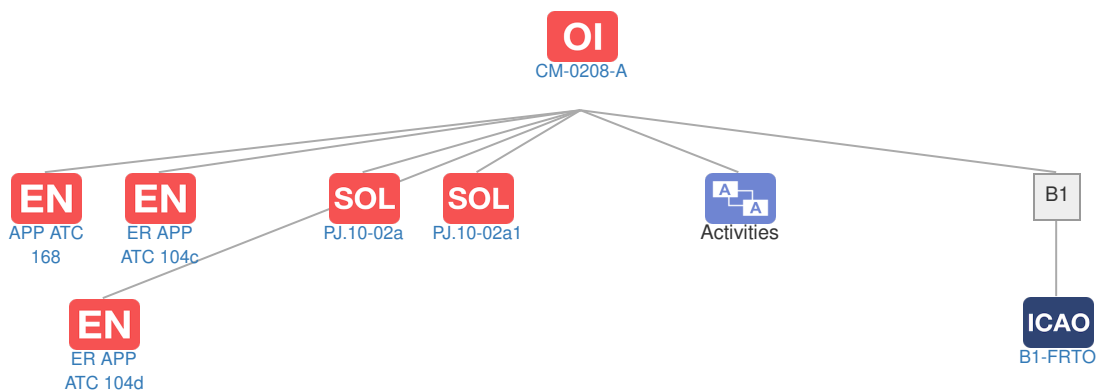 OI
CM-0208-A
EN
EN
SOL
SOL
A
A
B1
APP ATC
168
ER APP
ATC 104c
PJ.10-02a
PJ.10-02a1
Activities
EN
ICAO
ER APP
ATC 104d
B1-FRTO